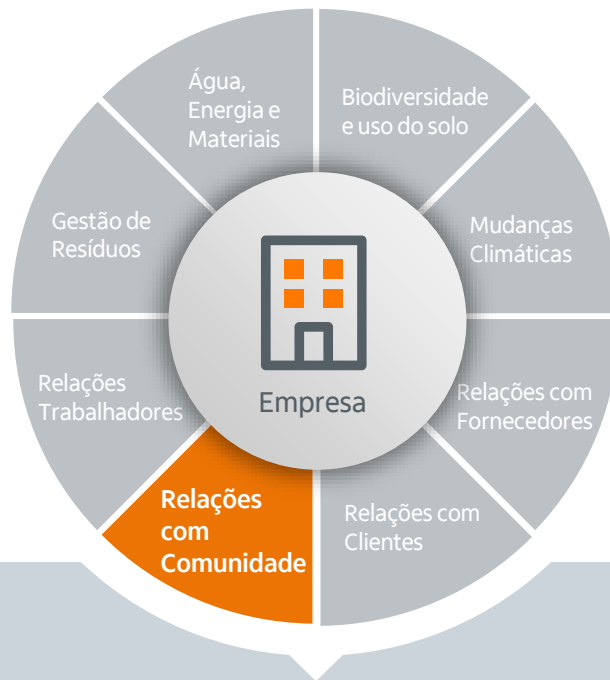 Água,
Energia e
Materiais
Biodiversidade
e uso do solo
Gestão de
Resíduos
Mudanças
Climáticas
Empresa
Relações
Trabalhadores
Relações com
Fornecedores
Relações
com
Comunidade
Relações com
Clientes